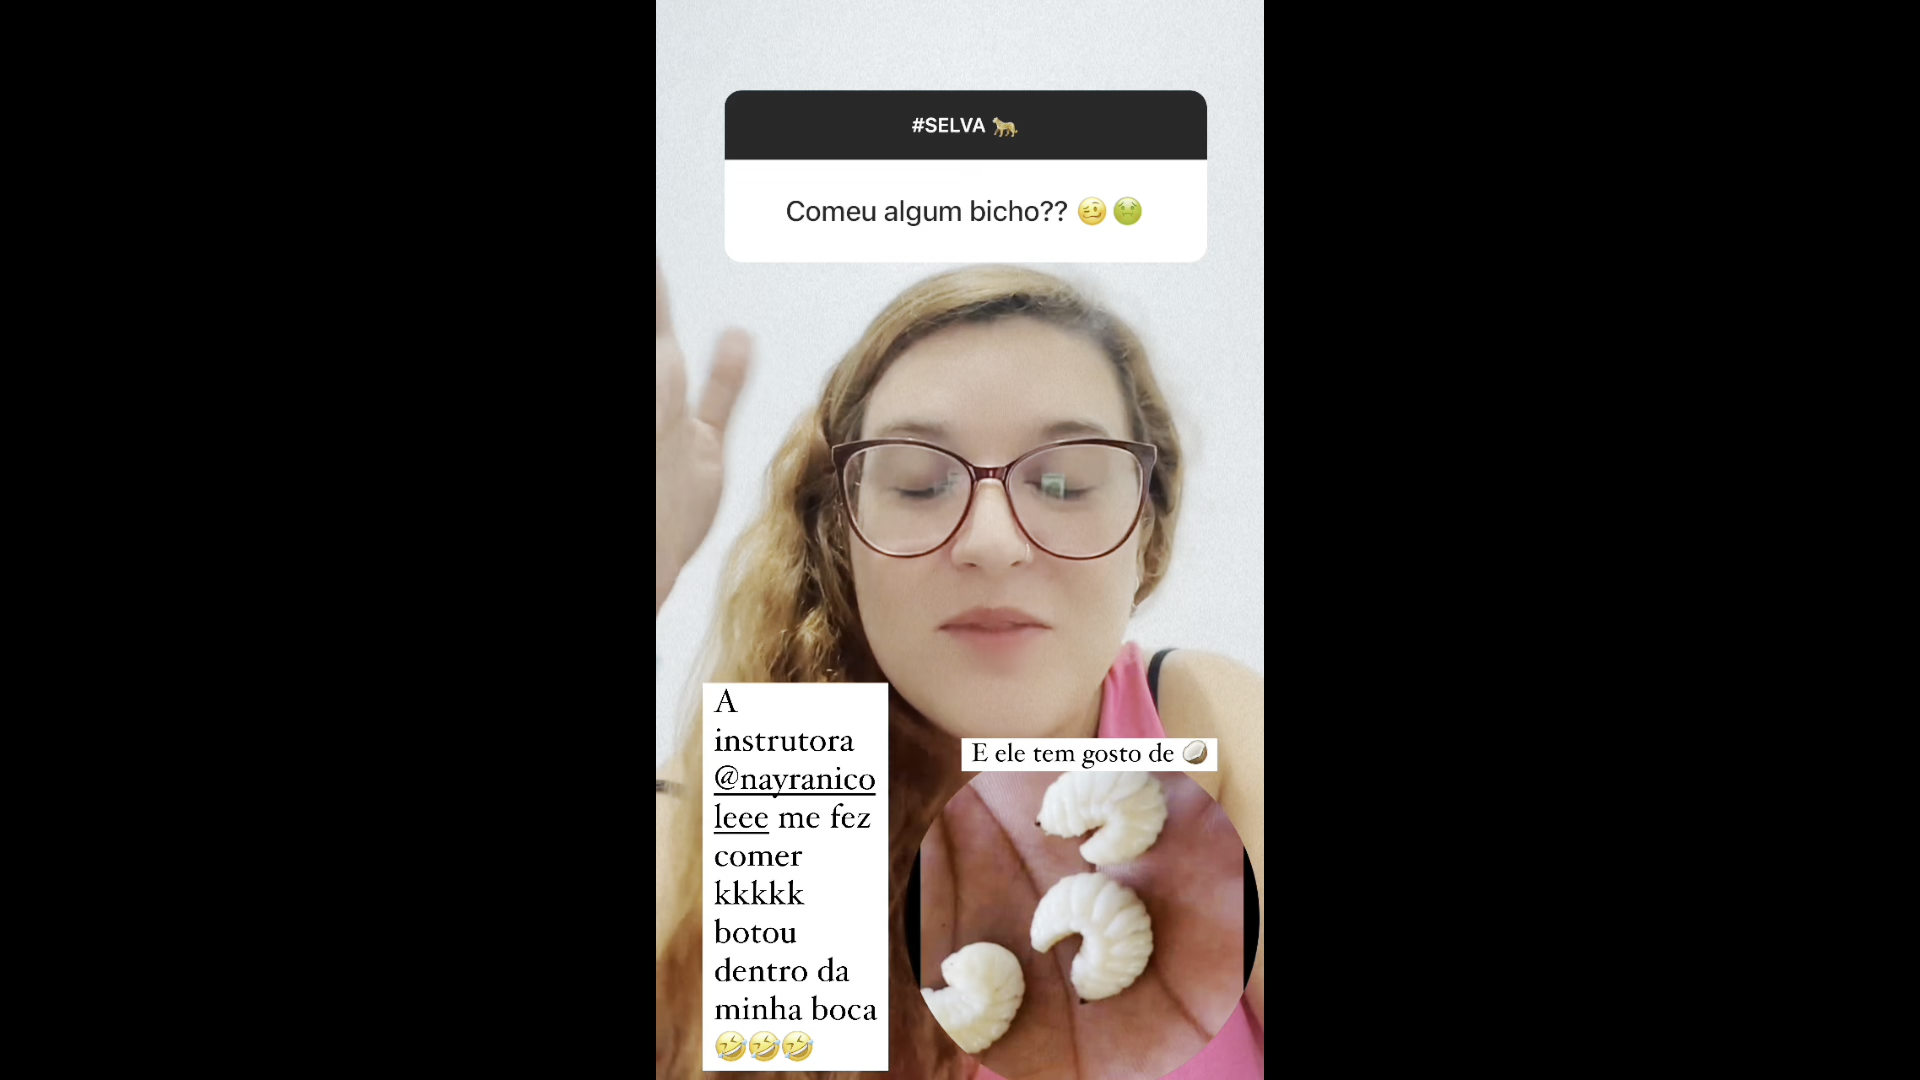 #SELVA 🐆
Comeu algum bicho?? 🥴🤢
A
instrutora
@nayranico
leee me fez
comer
kkkkk
botou
dentro da
minha boca
🤣🤣🤣
E ele tem gosto de 🥥